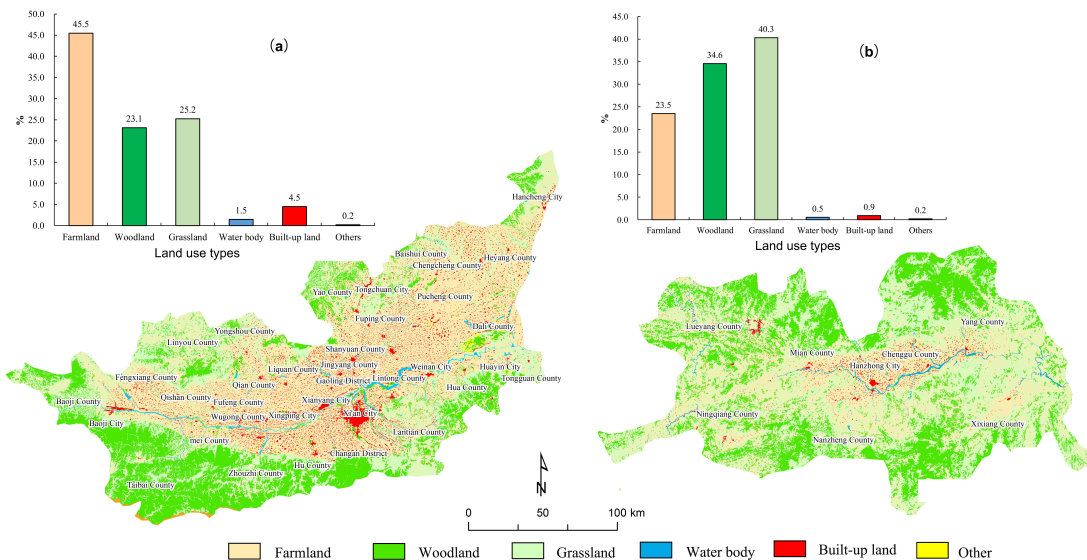 50.0
45.0
40.0
35.0
30.0
25.0
20.0
15.0
10.0
5.0
0.0
%
45.5
23.1
25.2
1.5
4.5
0.2
(a)
Farmland Woodland Grassland Water body Built-up land Others
Land use types
45.0
40.0
35.0
30.0
25.0
20.0
15.0
10.0
5.0
0.0
%
23.5
34.6
40.3
0.5
0.9
0.2
(b)
Farmland Woodland Grassland Water body Built-up land Others
Land use types
Hancheng City
Baishui County
Heyang County
Chengcheng County
Yao County
Tongchuan City
Pucheng County
Fuping County
Dali County
Yongshou County
Linyou County
Shanyuan County
Jingyang County
Liquan County
Weinan City
Huayin City
Tongguan County
Fengxiang County
Qian County
Gaoling District
Lintong County
Hua County
Baoji County
Qishan County
Fufeng County
Xianyang City
Baoji City
Wugong County
Xingping City
Xi'an City
Lantian County
mei County
Changan District
Hu County
Zhouzhi County
Taibai County
Lueyang County
Yang County
Mian County
Chenggu County
Hanzhong City
Ningqiang County
Nanzheng County
Xixiang County
N
0 50 100 km
Farmland Woodland Grassland Water body Built-up land Other